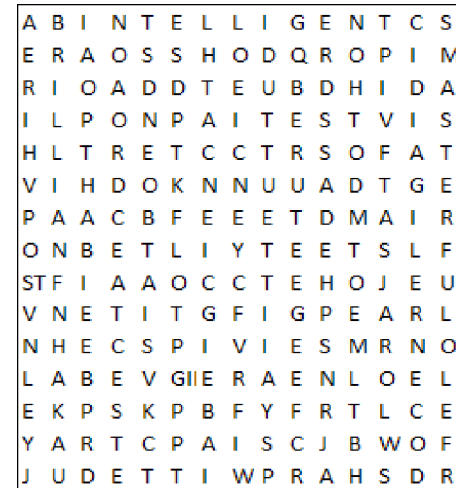 A B I N T E L L I G E N T C S
E R A O S S H O D Q R O P I M
R I O A D D T E U B D H I D A
I L P O N P A I T E S T V I S
H L T R E T C C T R S O F A T
V I H D O K N N U U A D T G E
P A A C B F E E E T D M A I R
O N B E T L I Y T E E T S L F
ST F I A A O C C T E H O J E U
V N E T I T G F I G P E A R L
N H E C S P I V I E S M R N O
L A B E V GIIE R A E N L O E L
E K P S K P B F Y F R T L C E
Y A R T C P A I S C J B W O F
J U D E T T I W P R A H S D R